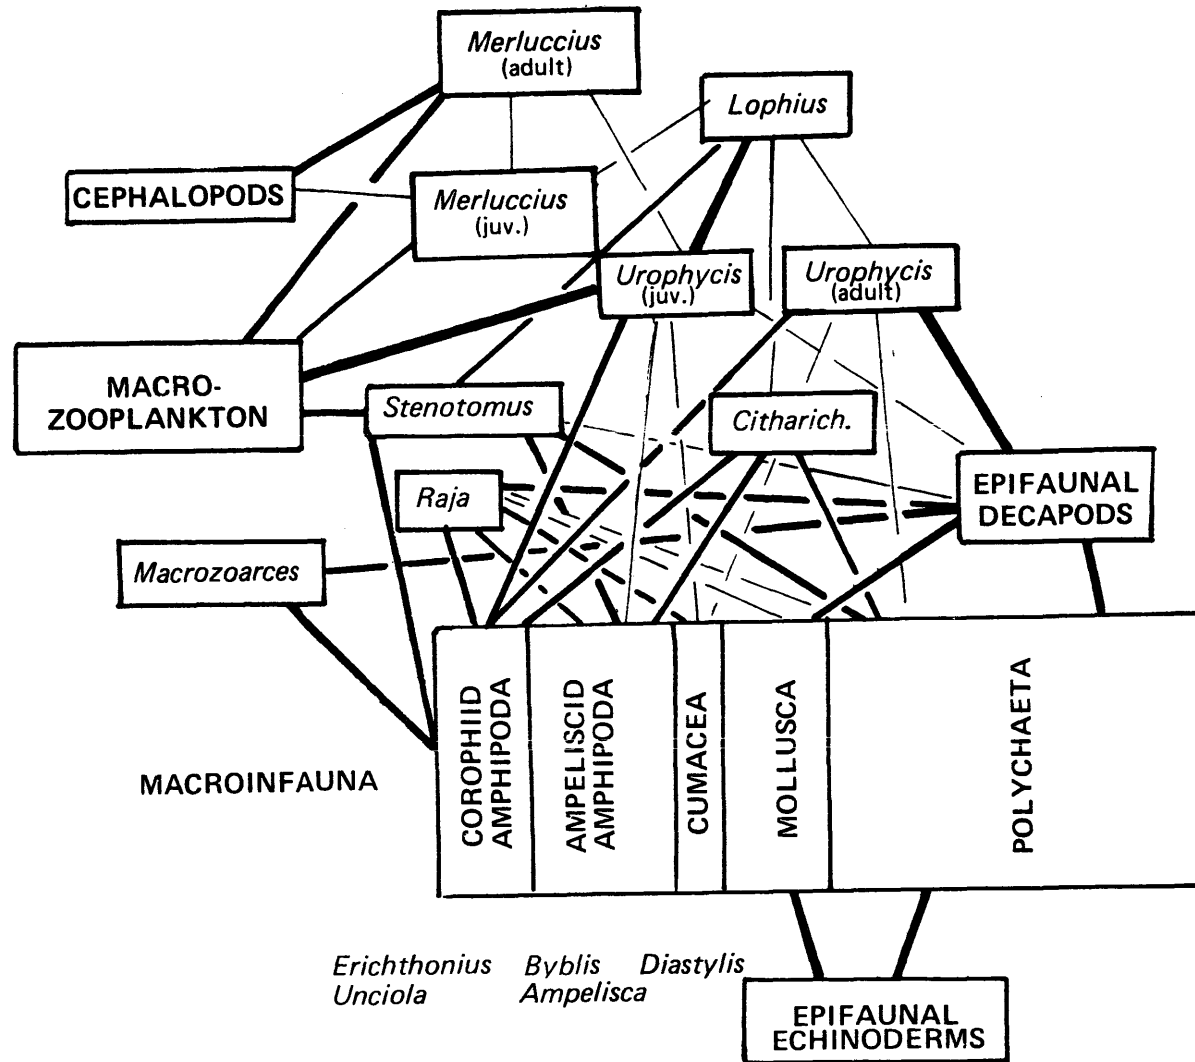 Merluccius
(adult)
Lophius
CEPHALOPODS
Merluccius
(juv.)
Urophycis
(juv.)
Urophycis
(adult)
MACRO-
ZOOPLANKTON
Stenotomus
Citharich.
Raja
EPIFAUNAL
DECAPODS
Macrozoarces
MACROINFAUNA
COROPHIID
AMPHIPODA
AMPELISCID
AMPHIPODA
CUMACEA
MOLLUSCA
POLYCHAETA
Erichthonius Byblis Diastylis
Unciola Ampelisca
EPIFAUNAL
ECHINODERMS